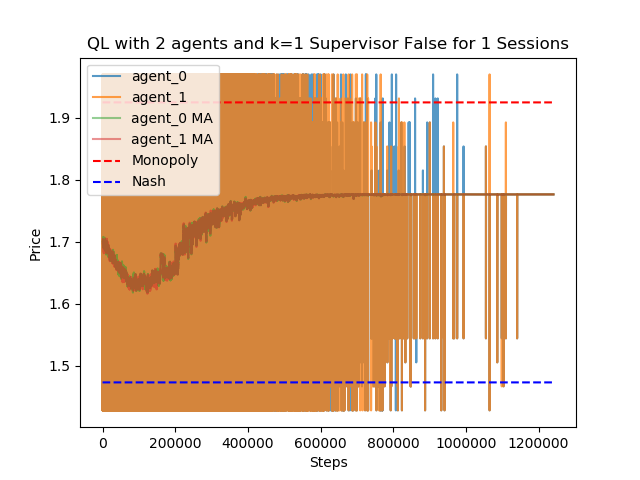 QL with 2 agents and k=1 Supervisor False for 1 Sessions
agent_0
agent_1
agent_0 MA
agent_1 MA
Monopoly
Nash
Price
1.9
1.8
1.7
1.6
1.5
0
200000
400000
600000
800000
1000000
1200000
Steps